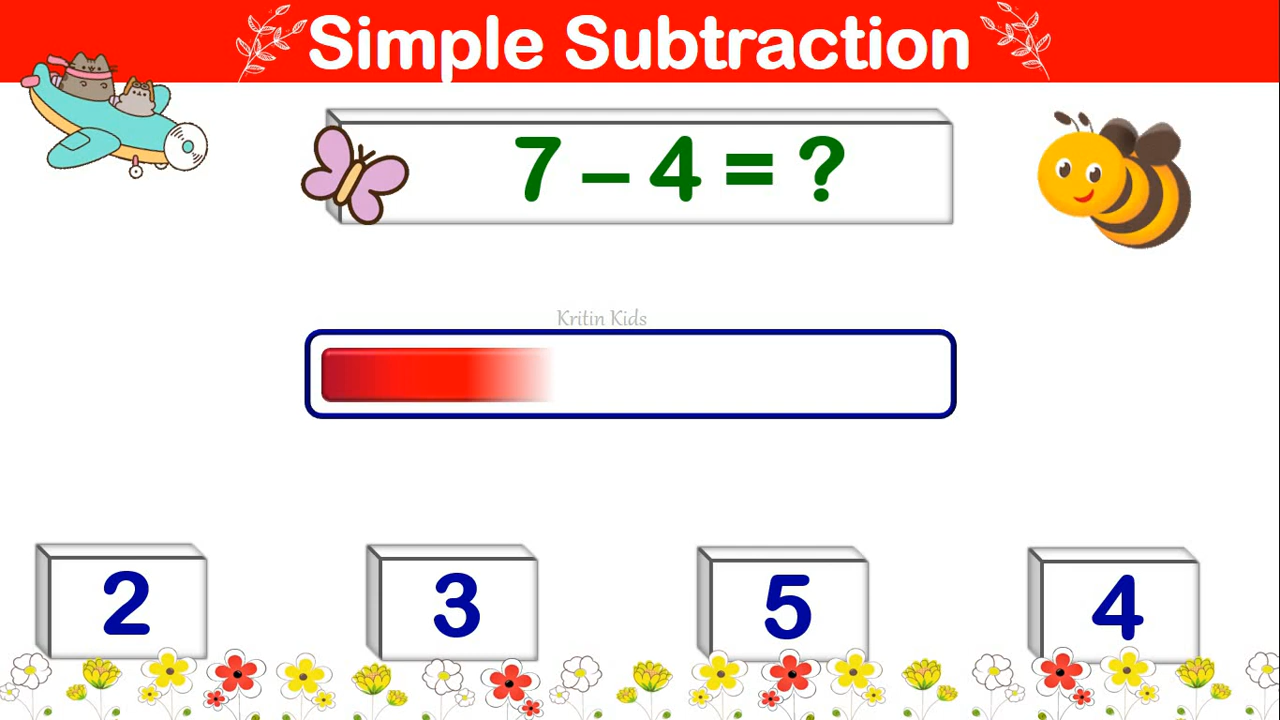 Simple Subtraction
7 – 4 = ?
Kritin Kids
2 3 5 4